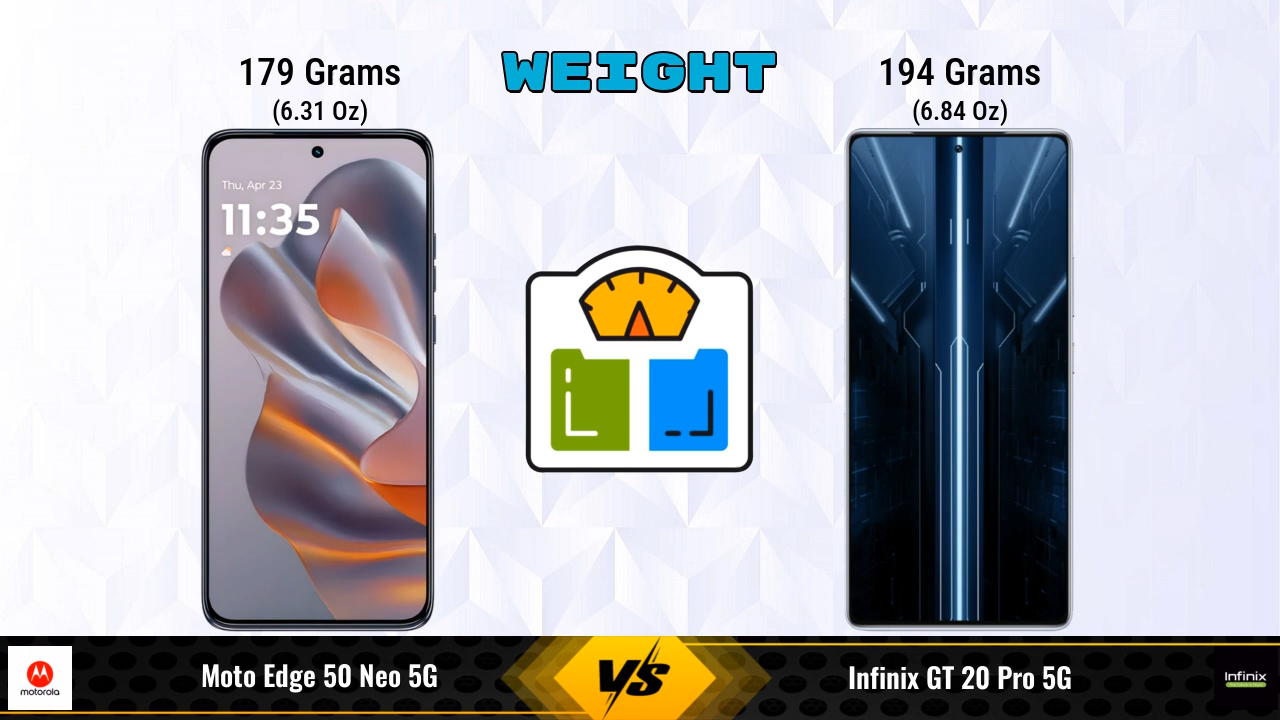 WEIGHT
179 Grams
(6.31 Oz)
194 Grams
(6.84 Oz)
Thu, Apr 23
11:35
motorola
Moto Edge 50 Neo 5G
VS
Infinix GT 20 Pro 5G
Infinix